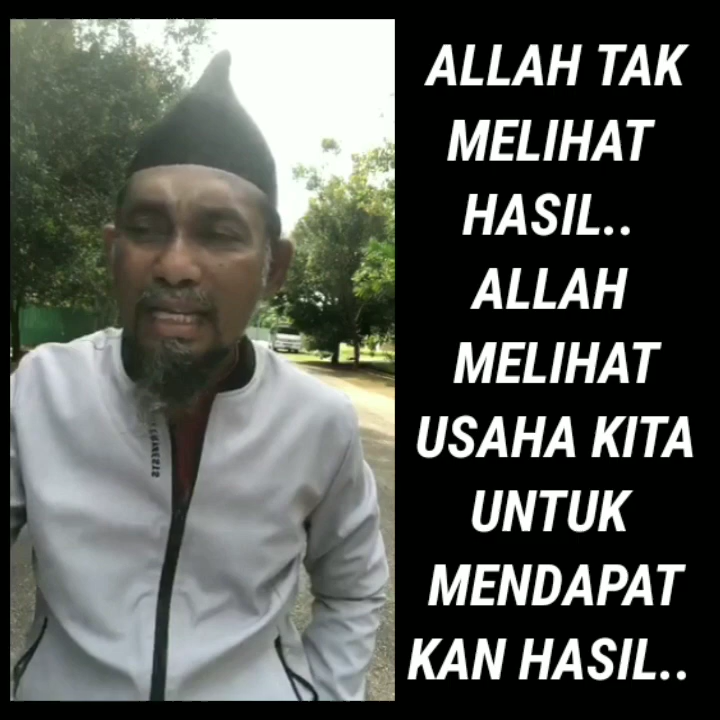 ALLAH TAK
MELIHAT
HASIL..
ALLAH
MELIHAT
USAHA KITA
UNTUK
MENDAPAT
KAN HASIL..